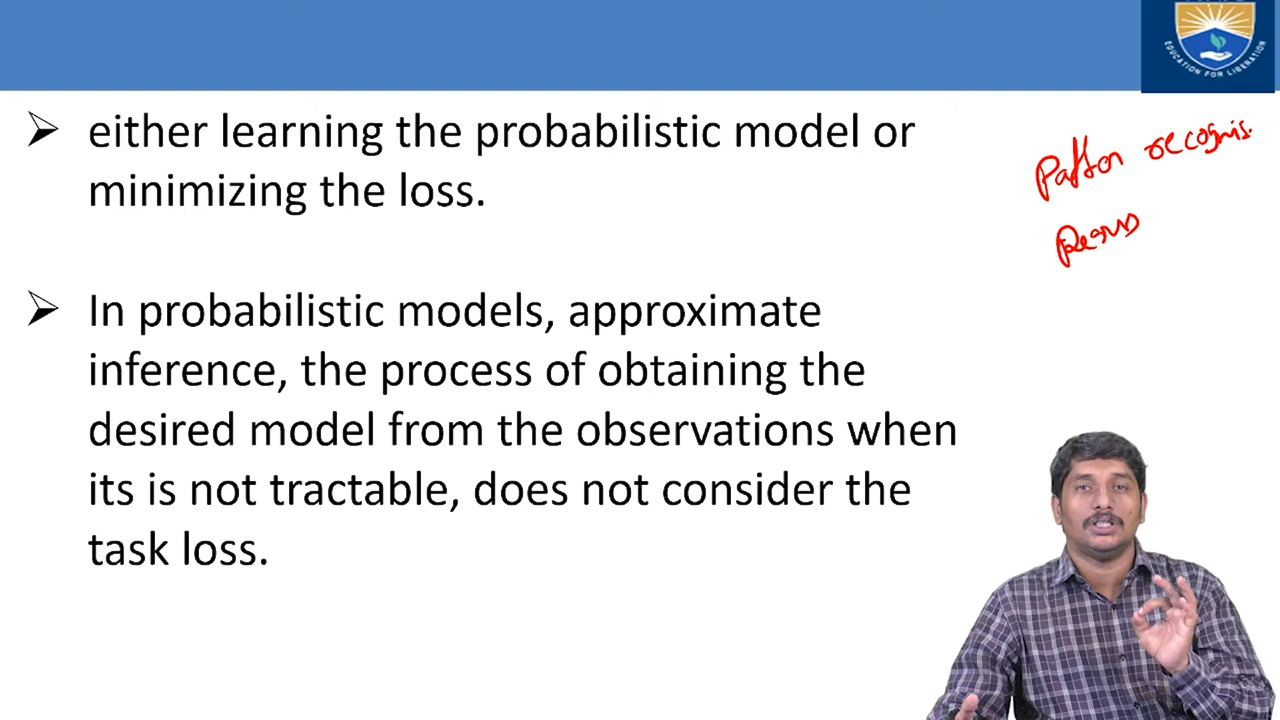 EDUCATION FOR LIBERATION
➢ either learning the probabilistic model or
minimizing the loss.
➢ In probabilistic models, approximate
inference, the process of obtaining the
desired model from the observations when
its is not tractable, does not consider the
task loss.
recognis.